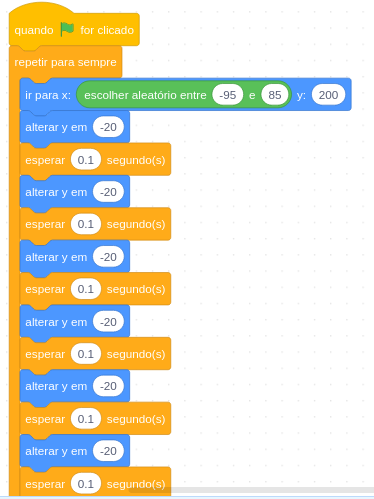 quando for clicado
repetir para sempre
ir para x: escolher aleatório entre -95 e 85 y: 200
alterar y em -20
esperar 0.1 segundo(s)
alterar y em -20
esperar 0.1 segundo(s)
alterar y em -20
esperar 0.1 segundo(s)
alterar y em -20
esperar 0.1 segundo(s)
alterar y em -20
esperar 0.1 segundo(s)
alterar y em -20
esperar 0.1 segundo(s)